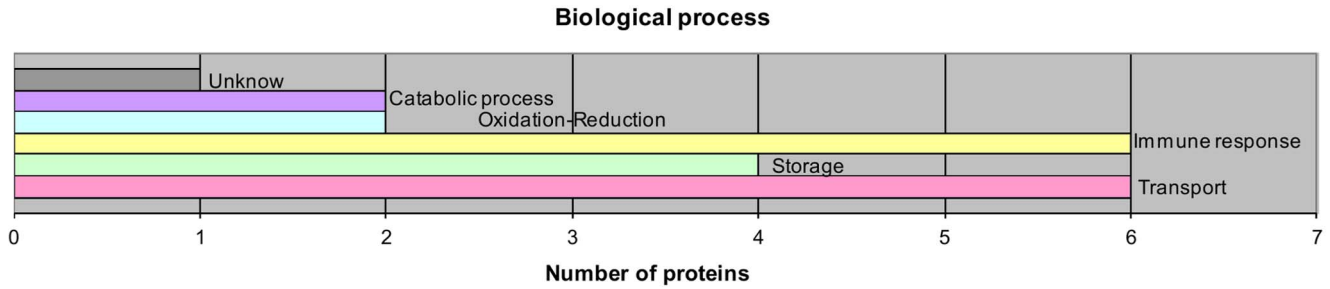 Biological process
Unknow
Catabolic process
Oxidation-Reduction
Immune response
Storage
Transport
0 1 2 3 4 5 6 7
Number of proteins